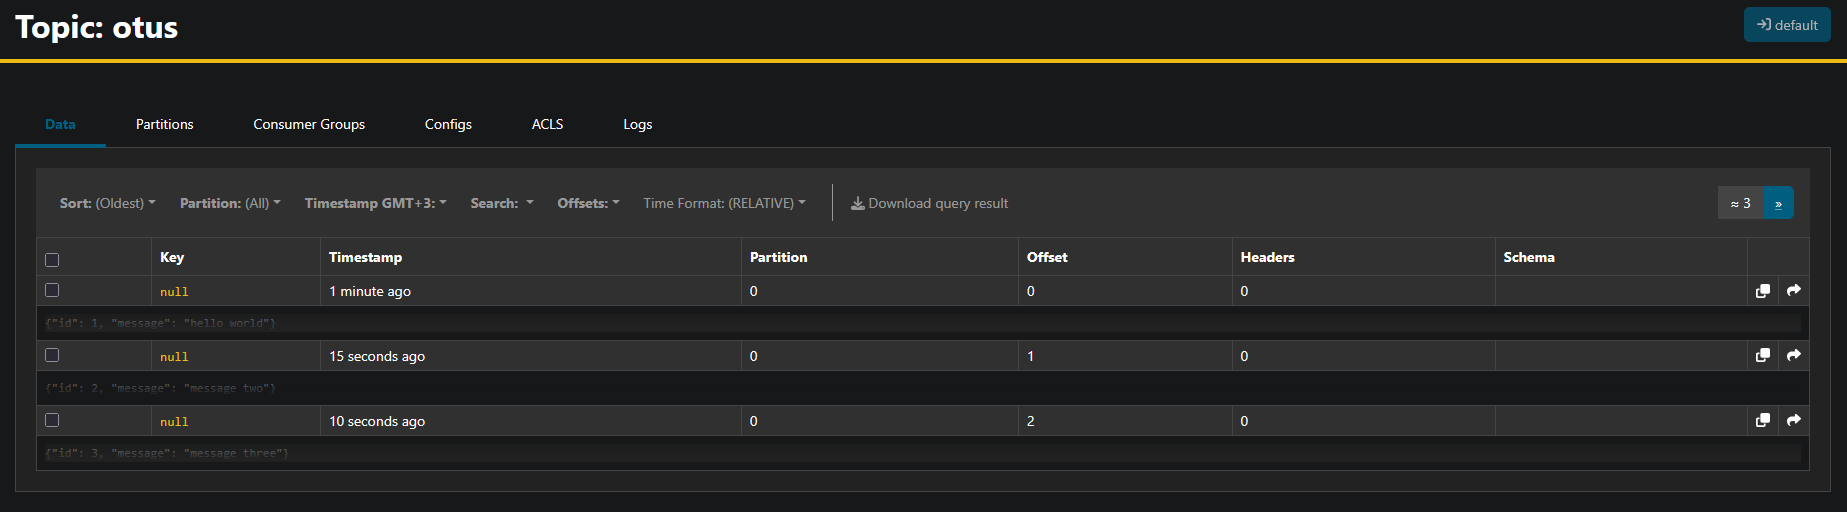 Topic: otus
default
Data Partitions Consumer Groups Configs ACLS Logs
Sort: (Oldest) Partition: (All) Timestamp GMT+3: Search: Offsets: Time Format: (RELATIVE) Download query result ≈ 3 »
Key Timestamp Partition Offset Headers Schema
null 1 minute ago 0 0 0
{"id": 1, "message": "hello world"}
null 15 seconds ago 0 1 0
{"id": 2, "message": "message two"}
null 10 seconds ago 0 2 0
{"id": 3, "message": "message three"}